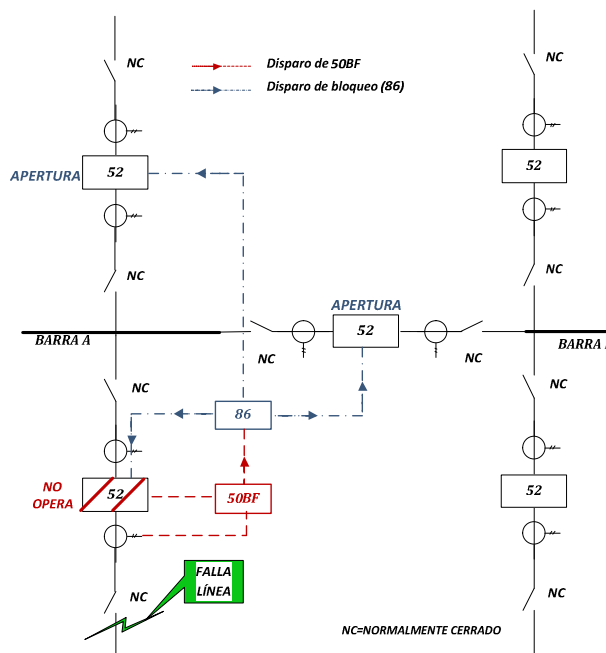 NC
Disparo de 50BF
Disparo de bloqueo (86)
NC
52
APERTURA
52
NC
NC
APERTURA
52
BARRA A
NC
NC
BARRA
NC
86
NC
NO
OPERA
52
50BF
52
FALLA
LÍNEA
NC
NC
NC=NORMALMENTE CERRADO